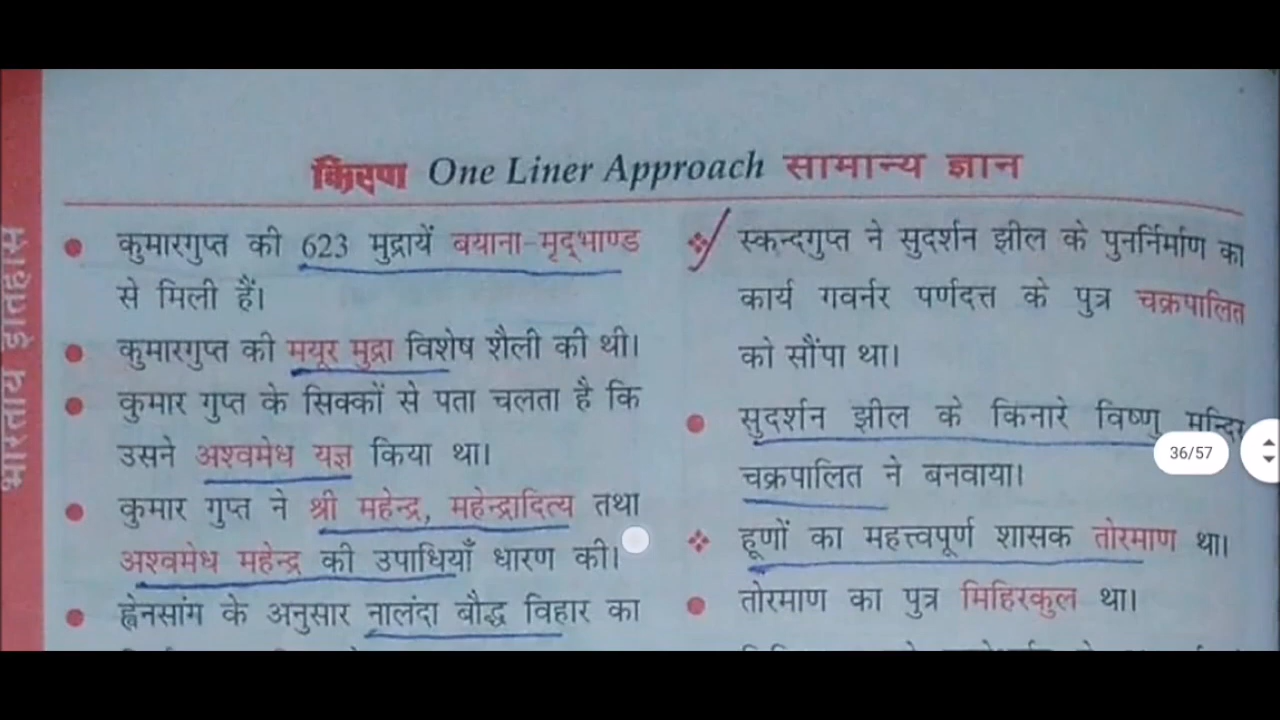 किरण One Liner Approach सामान्य ज्ञान
भारतीय इतिहास
कुमारगुप्त की 623 मुद्रायें बयाना-मृद्भाण्ड
से मिली हैं।
कुमारगुप्त की मयूर मुद्रा विशेष शैली की थी।
कुमार गुप्त के सिक्कों से पता चलता है कि
उसने अश्वमेध यज्ञ किया था।
कुमार गुप्त ने श्री महेन्द्र, महेन्द्रादित्य तथा
अश्वमेध महेन्द्र की उपाधियाँ धारण की।
ह्वेनसांग के अनुसार नालंदा बौद्ध विहार का
स्कन्दगुप्त ने सुदर्शन झील के पुनर्निर्माण का
कार्य गवर्नर पर्णदत्त के पुत्र चक्रपालित
को सौंपा था।
सुदर्शन झील के किनारे विष्णु मन्दिर
चक्रपालित ने बनवाया।
हूणों का महत्त्वपूर्ण शासक तोरमाण था।
तोरमाण का पुत्र मिहिरकुल था।
36/57